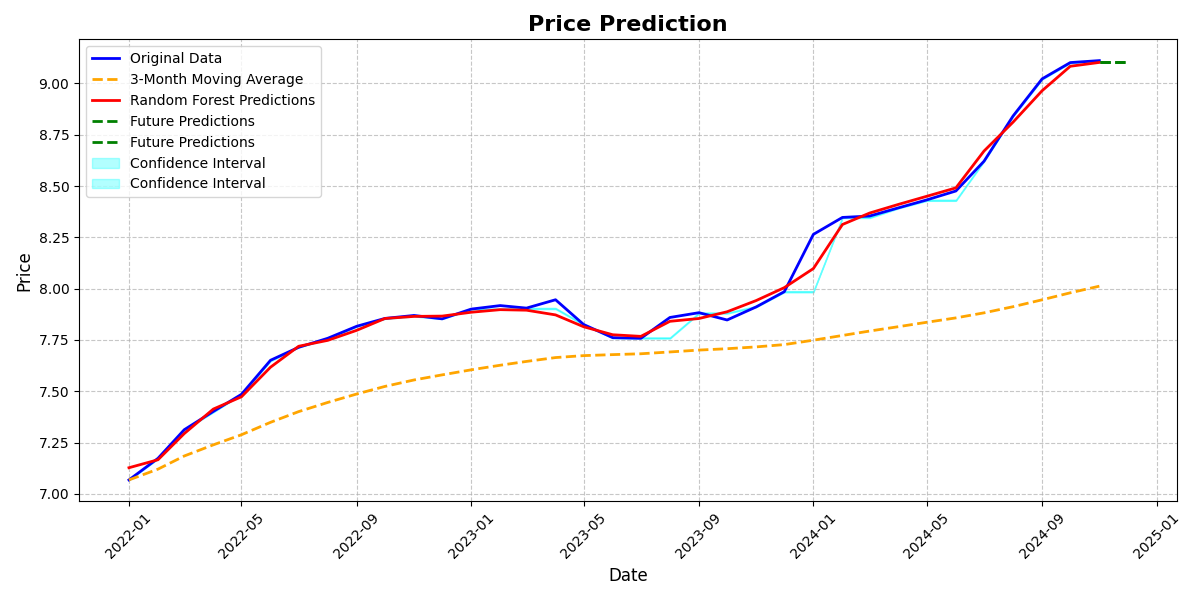 Price Prediction
Original Data
3-Month Moving Average
Random Forest Predictions
Future Predictions
Future Predictions
Confidence Interval
Confidence Interval
Price
9.00
8.75
8.50
8.25
8.00
7.75
7.50
7.25
7.00
2022-01
2022-05
2022-09
2023-01
2023-05
2023-09
2024-01
2024-05
2024-09
2025-01
Date